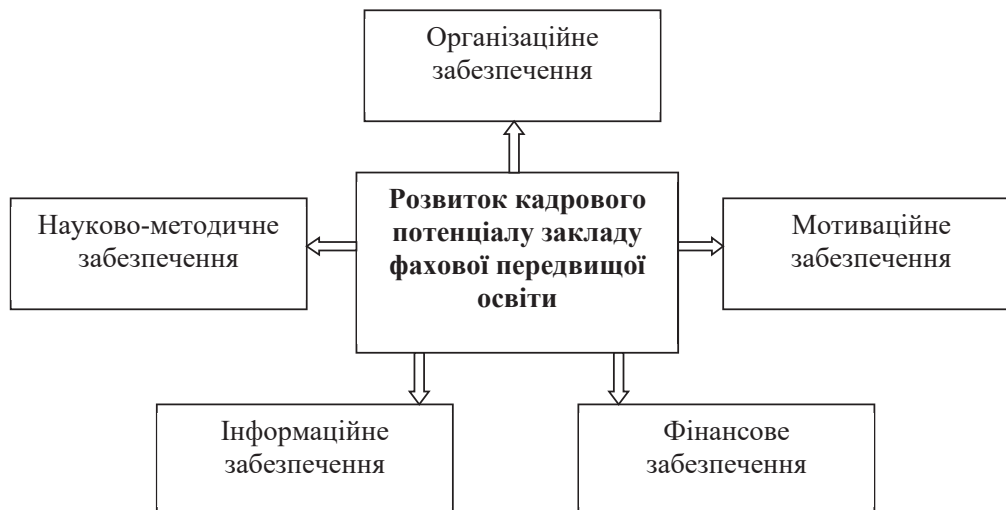 Організаційне
забезпечення
Розвиток кадрового
потенціалу закладу
фахової передвищої
освіти
Науково-методичне
забезпечення
Мотиваційне
забезпечення
Інформаційне
забезпечення
Фінансове
забезпечення